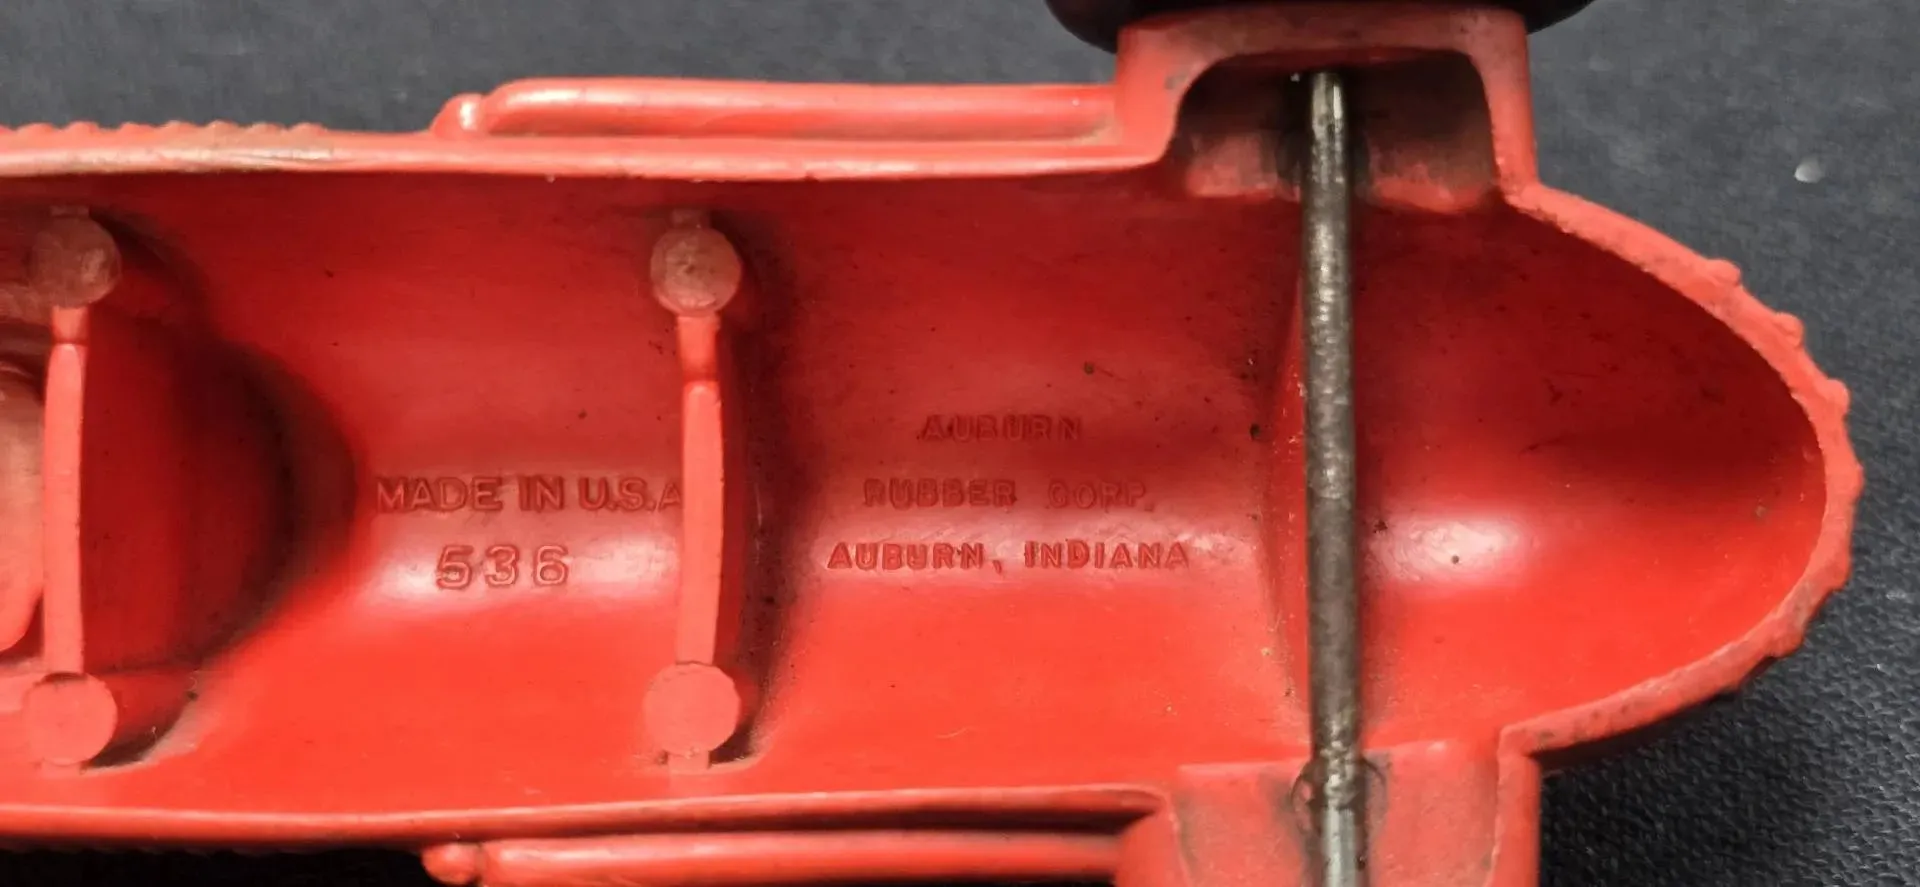 MADE IN U.S.A
536
AUBURN
RUBBER CORP.
AUBURN, INDIANA